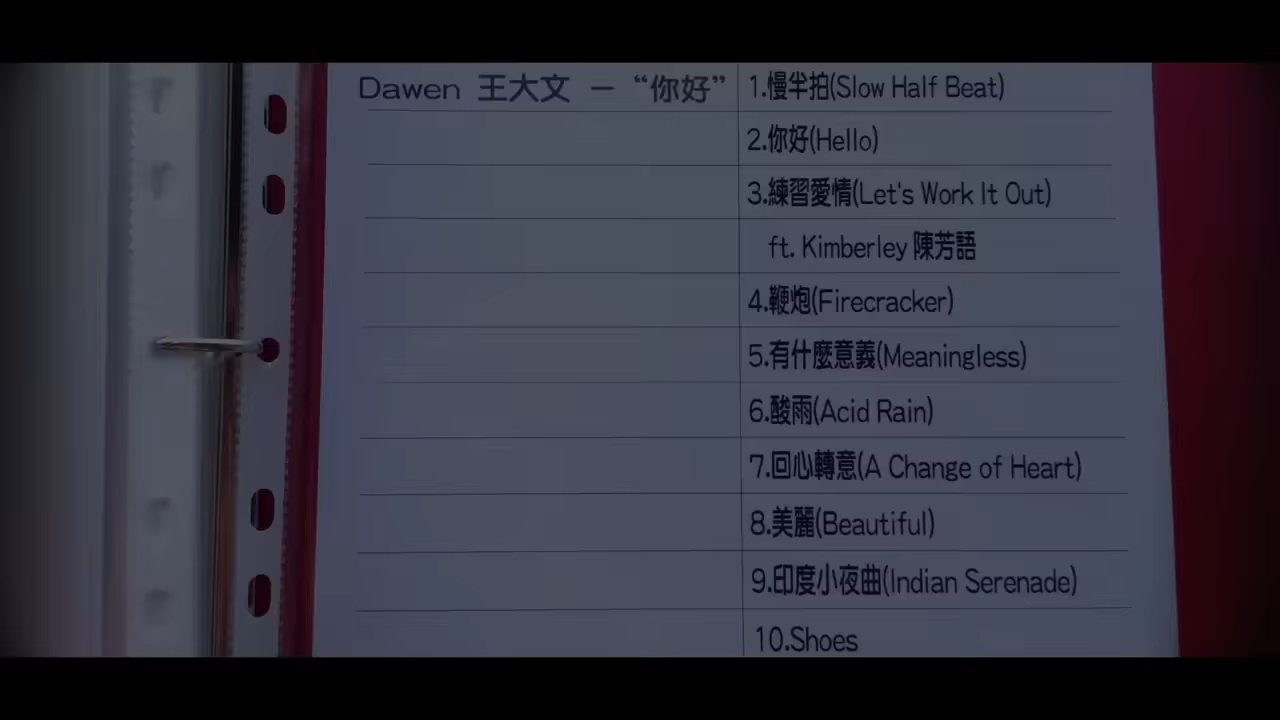 Dawen 王大文 － “你好”
1.慢半拍(Slow Half Beat)
2.你好(Hello)
3.練習愛情(Let's Work It Out)
ft. Kimberley 陳芳語
4.鞭炮(Firecracker)
5.有什麼意義(Meaningless)
6.酸雨(Acid Rain)
7.回心轉意(A Change of Heart)
8.美麗(Beautiful)
9.印度小夜曲(Indian Serenade)
10.Shoes